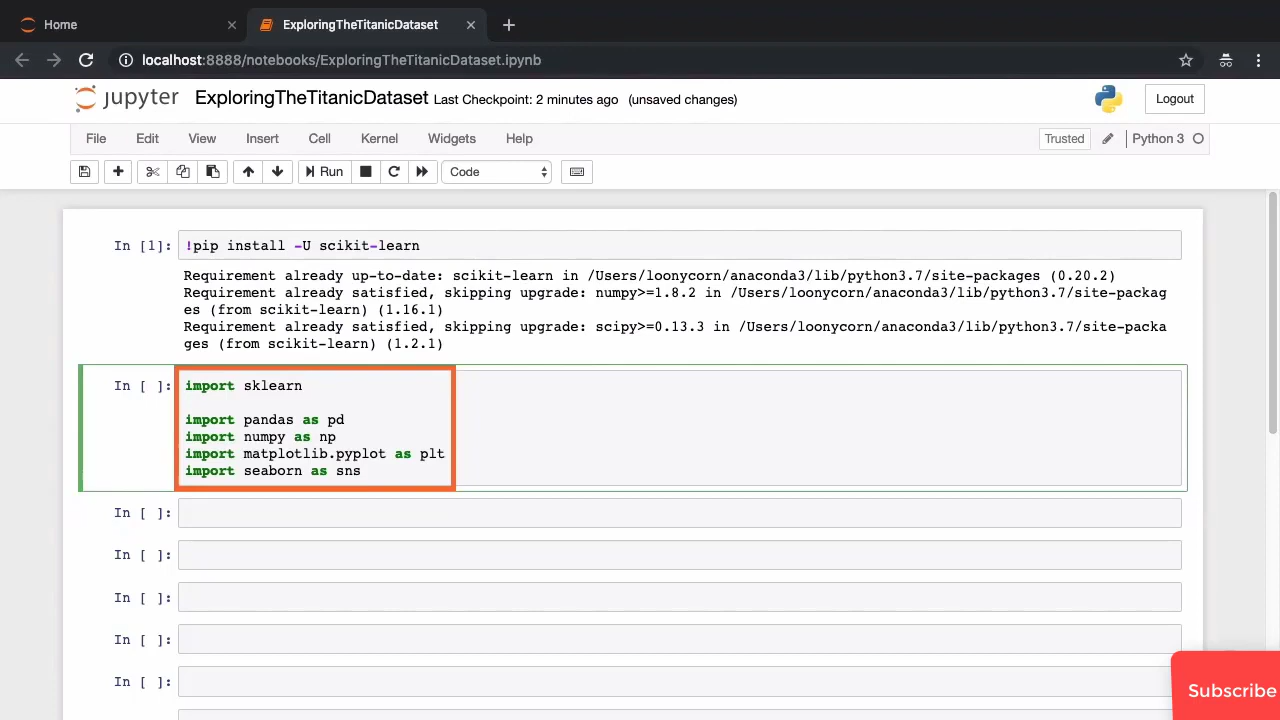 Home
ExploringTheTitanicDataset
localhost:8888/notebooks/ExploringTheTitanicDataset.ipynb
jupyter ExploringTheTitanicDataset Last Checkpoint: 2 minutes ago (unsaved changes)
Logout
File Edit View Insert Cell Kernel Widgets Help
Trusted
Python 3
Run
Code
In [1]: !pip install -U scikit-learn
Requirement already up-to-date: scikit-learn in /Users/loonycorn/anaconda3/lib/python3.7/site-packages (0.20.2)
Requirement already satisfied, skipping upgrade: numpy>=1.8.2 in /Users/loonycorn/anaconda3/lib/python3.7/site-packag
es (from scikit-learn) (1.16.1)
Requirement already satisfied, skipping upgrade: scipy>=0.13.3 in /Users/loonycorn/anaconda3/lib/python3.7/site-packa
ges (from scikit-learn) (1.2.1)
In [ ]: import sklearn
import pandas as pd
import numpy as np
import matplotlib.pyplot as plt
import seaborn as sns
In [ ]:
In [ ]:
In [ ]:
In [ ]:
In [ ]:
Subscribe